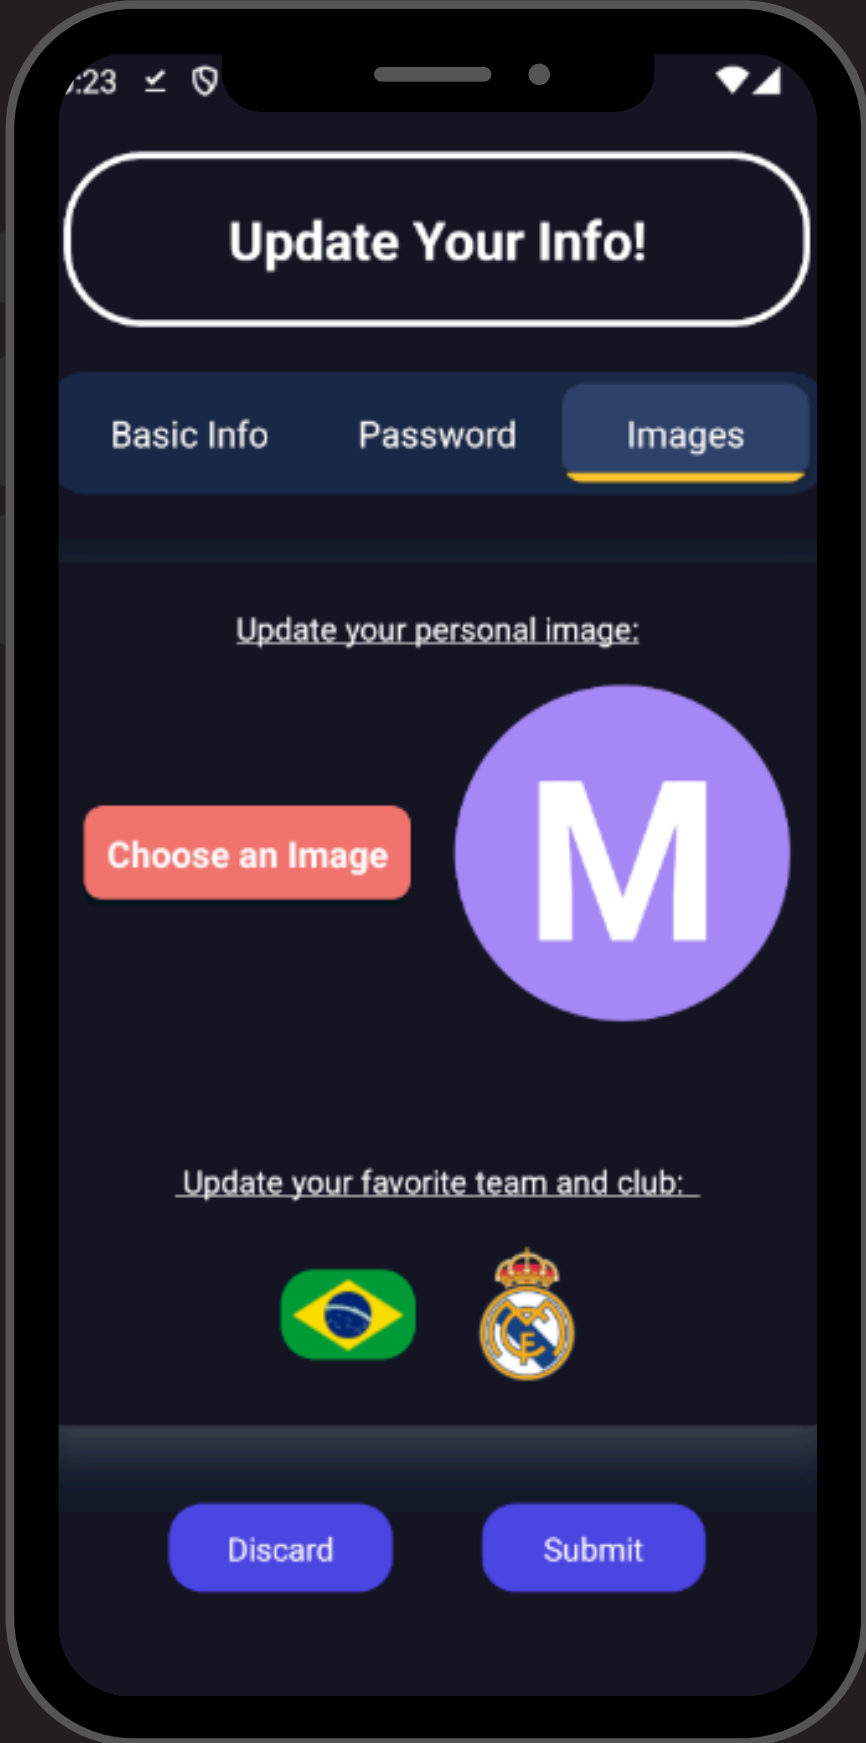 :23
Update Your Info!
Basic Info Password Images
Update your personal image:
Choose an Image
M
Update your favorite team and club:
Discard Submit